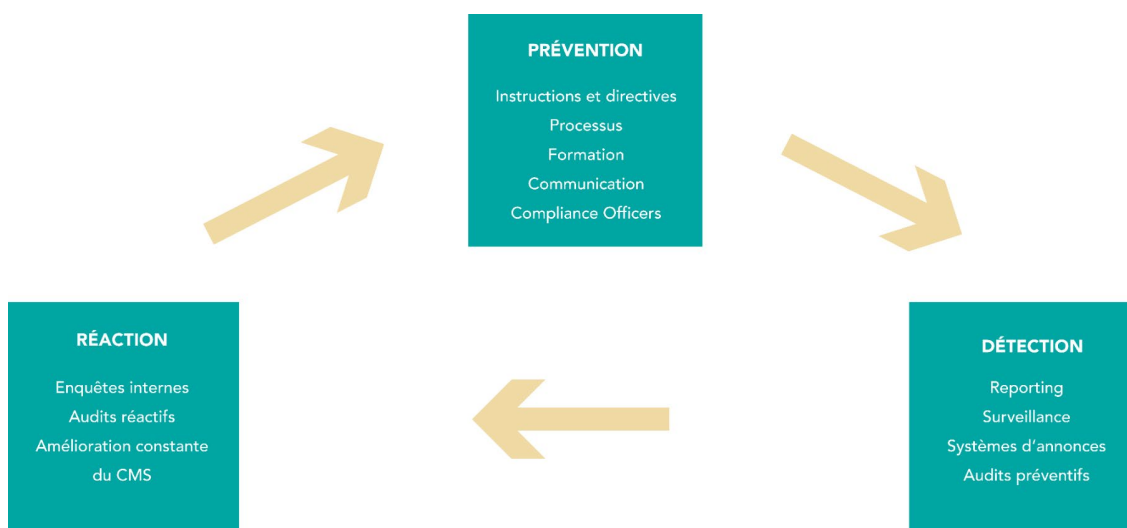 PRÉVENTION
Instructions et directives
Processus
Formation
Communication
Compliance Officers
RÉACTION
Enquêtes internes
Audits réactifs
Amélioration constante
du CMS
DÉTECTION
Reporting
Surveillance
Systèmes d'annonces
Audits préventifs